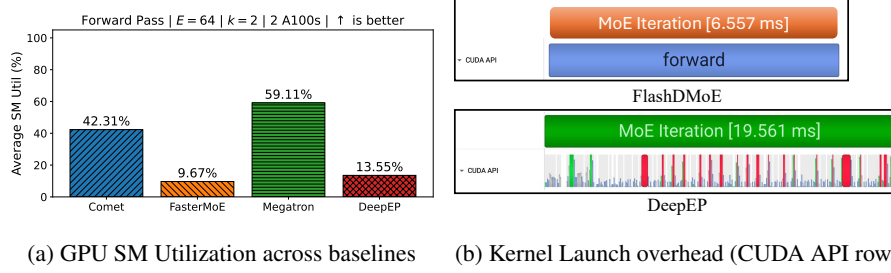 Forward Pass | E = 64 | k = 2 | 2 A100s | ↑ is better
Average SM Util (%)
100
80
60
40
20
0
42.31%
9.67%
59.11%
13.55%
Comet
FasterMoE
Megatron
DeepEP
(a) GPU SM Utilization across baselines
MoE Iteration [6.557 ms]
CUDA API
forward
FlashDMoE
MoE Iteration [19.561 ms]
CUDA API
DeepEP
(b) Kernel Launch overhead (CUDA API row